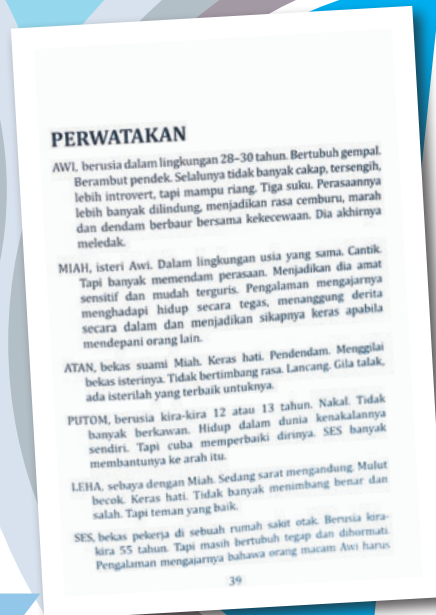 PERWATAKAN
AWI, berusia dalam lingkungan 28–30 tahun. Bertubuh gempal.
Berambut pendek. Selalunya tidak banyak cakap, tersengih,
lebih introvert, tapi mampu riang. Tiga suku. Perasaannya
lebih banyak dilindung, menjadikan rasa cemburu, marah
dan dendam berbaur bersama kekecewaan. Dia akhirnya
meledak.
MIAH, isteri Awi. Dalam lingkungan usia yang sama. Cantik.
Tapi banyak memendam perasaan. Menjadikan dia amat
sensitif dan mudah terguris. Pengalaman mengajarnya
menghadapi hidup secara tegas, menanggung derita
secara dalam dan menjadikan sikapnya keras apabila
mendepani orang lain.
ATAN, bekas suami Miah. Keras hati. Pendendam. Menggilai
bekas isterinya. Tidak bertimbang rasa. Lancang. Gila talak,
ada isterilah yang terbaik untuknya.
PUTOM, berusia kira-kira 12 atau 13 tahun. Nakal. Tidak
banyak berkawan. Hidup dalam dunia kenakalannya
sendiri. Tapi cuba memperbaiki dirinya. SES banyak
membantunya ke arah itu.
LEHA, sebaya dengan Miah. Sedang sarat mengandung. Mulut
becok. Keras hati. Tidak banyak menimbang benar dan
salah. Tapi teman yang baik.
SES, bekas pekerja di sebuah rumah sakit otak. Berusia kira-
kira 55 tahun. Tapi masih bertubuh tegap dan dihormati.
Pengalaman mengajarnya bahawa orang macam Awi harus
39